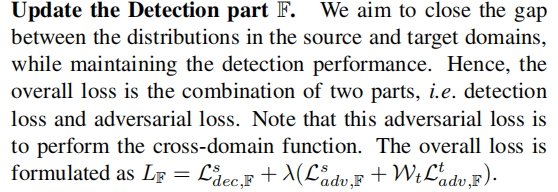 Update the Detection part 𝔽. We aim to close the gap
between the distributions in the source and target domains,
while maintaining the detection performance. Hence, the
overall loss is the combination of two parts, i.e. detection
loss and adversarial loss. Note that this adversarial loss is
to perform the cross-domain function. The overall loss is
formulated as $L_{\mathbb{F}} = \mathcal{L}^{s}_{dec,\mathbb{F}} + \lambda(\mathcal{L}^{s}_{adv,\mathbb{F}} + \mathcal{W}_t \mathcal{L}^{t}_{adv,\mathbb{F}})$.